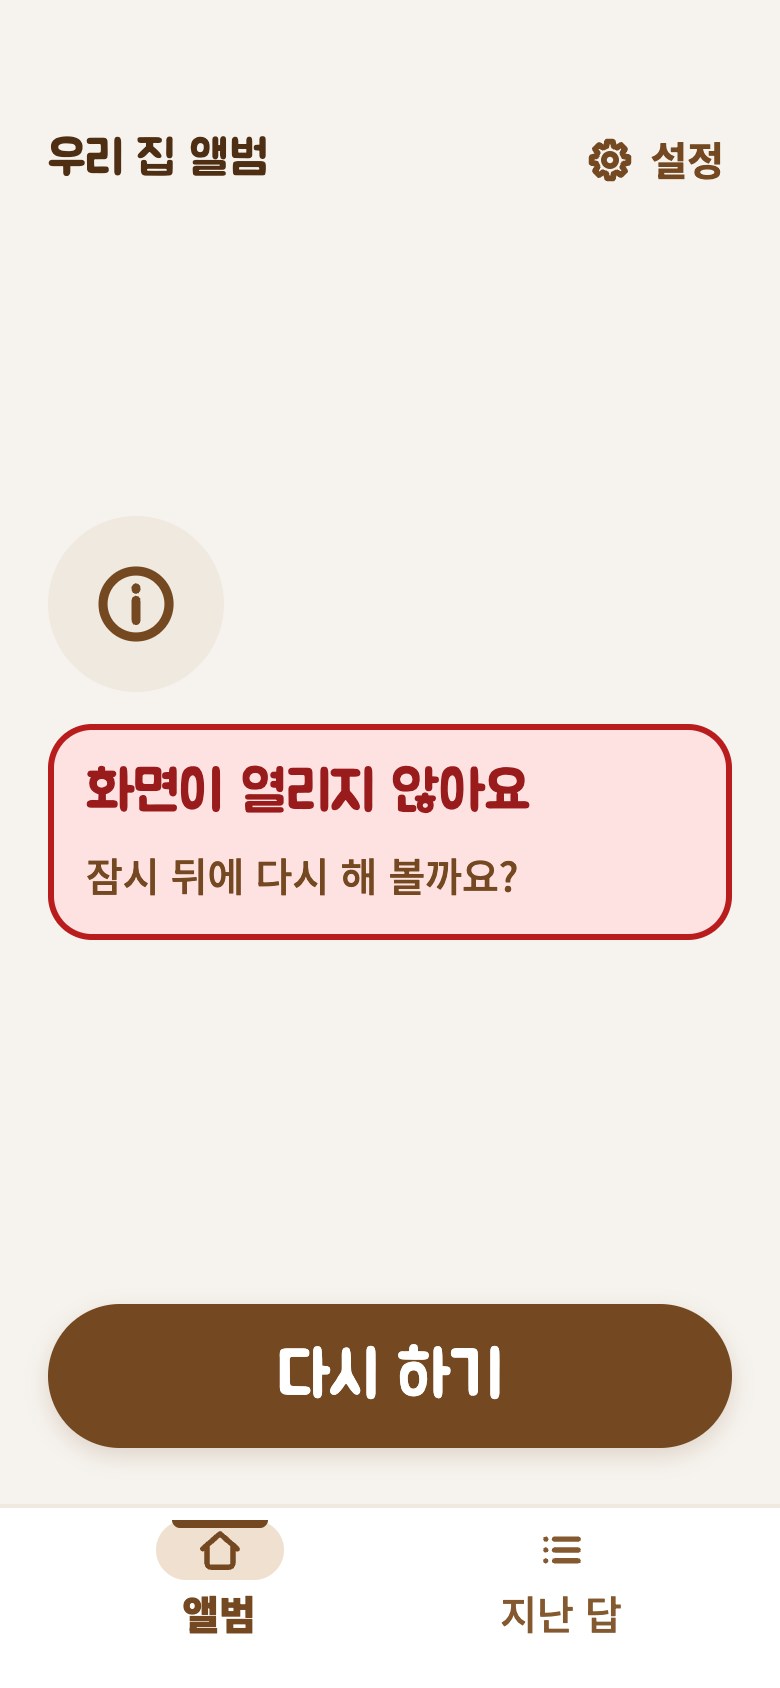 우리 집 앨범
설정
화면이 열리지 않아요
잠시 뒤에 다시 해 볼까요?
다시 하기
앨범
지난 답